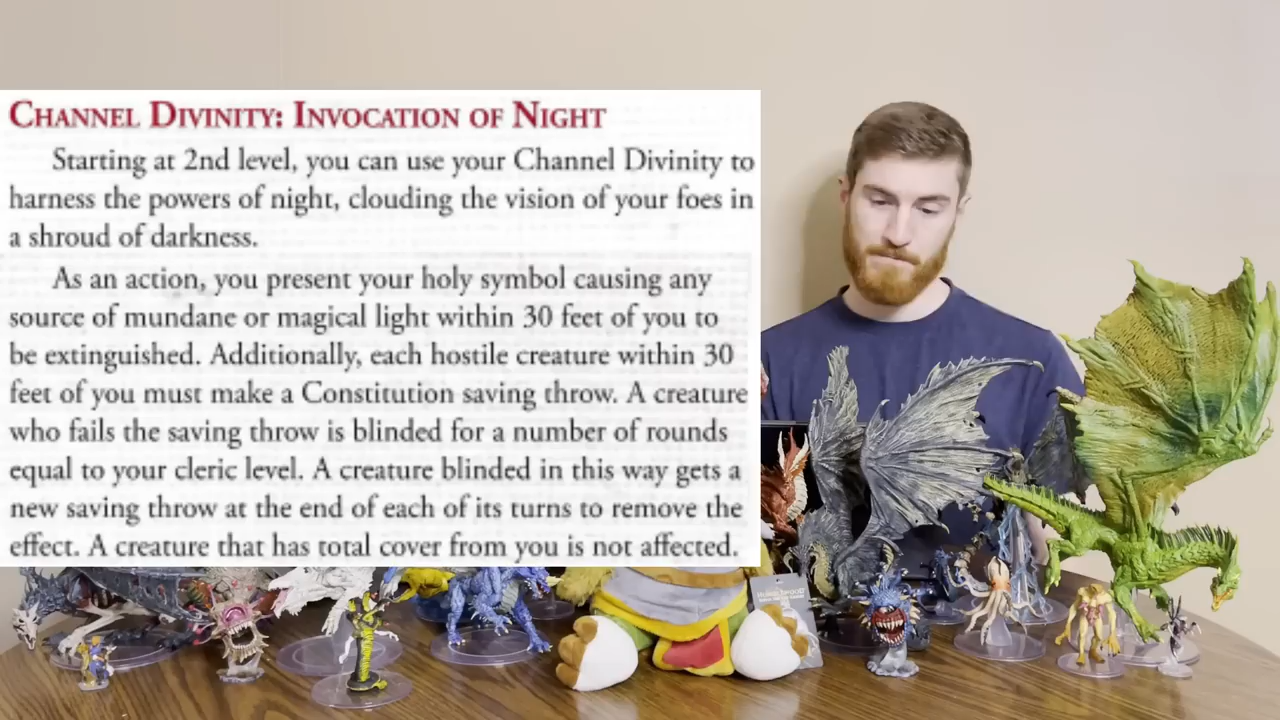 CHANNEL DIVINITY: INVOCATION OF NIGHT
Starting at 2nd level, you can use your Channel Divinity to
harness the powers of night, clouding the vision of your foes in
a shroud of darkness.
As an action, you present your holy symbol causing any
source of mundane or magical light within 30 feet of you to
be extinguished. Additionally, each hostile creature within 30
feet of you must make a Constitution saving throw. A creature
who fails the saving throw is blinded for a number of rounds
equal to your cleric level. A creature blinded in this way gets a
new saving throw at the end of each of its turns to remove the
effect. A creature that has total cover from you is not affected.